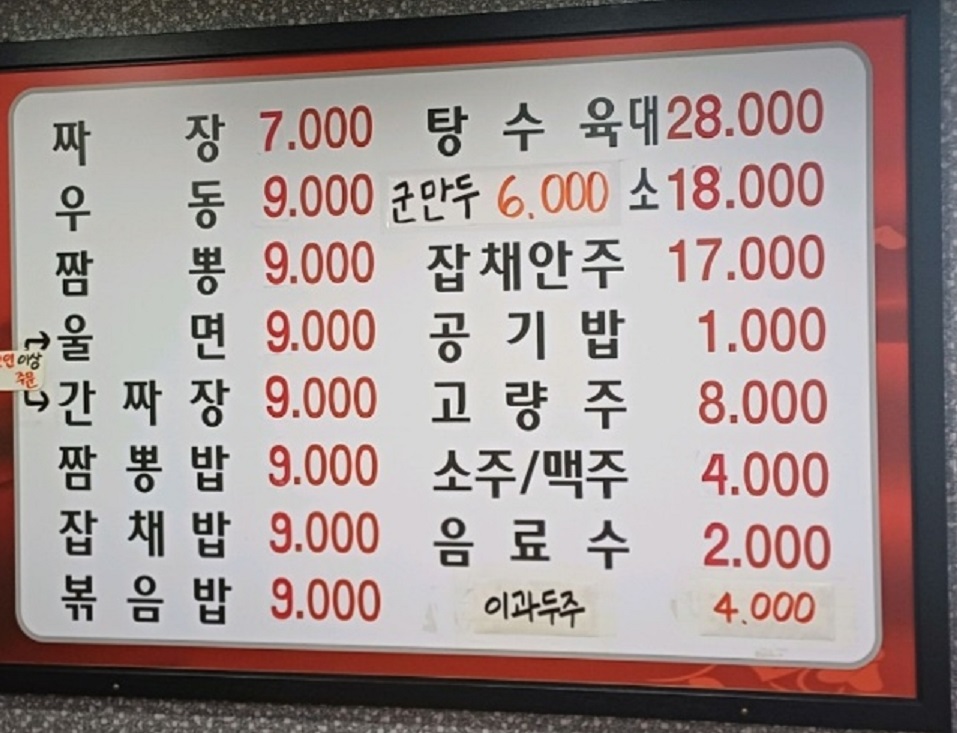 짜장 7.000
우동 9.000
짬뽕 9.000
울면 9.000
간짜장 9.000
짬뽕밥 9.000
잡채밥 9.000
볶음밥 9.000
이상
주문
탕수육 대 28.000
소 18.000
군만두 6.000
잡채안주 17.000
공기밥 1.000
고량주 8.000
소주/맥주 4.000
음료수 2.000
이과두주 4.000